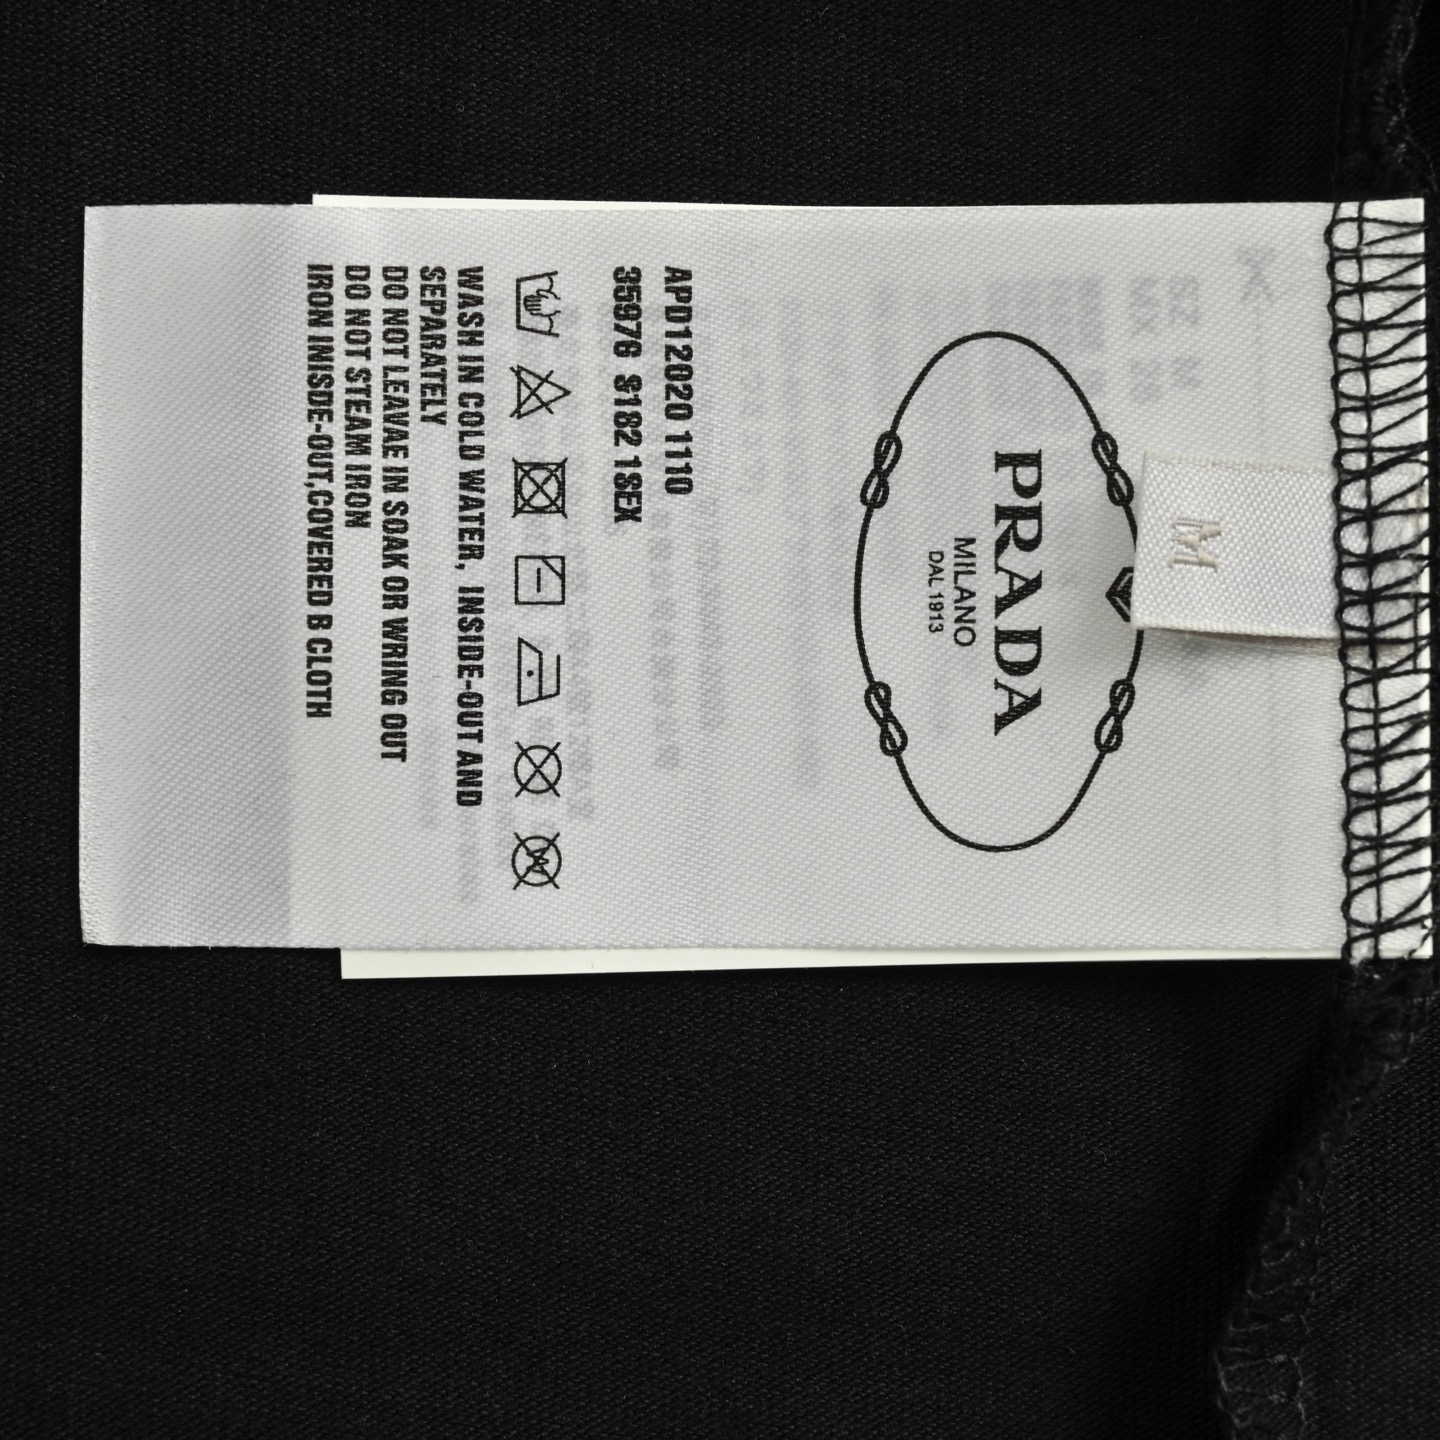 M
PRADA
MILANO
DAL 1913
APD12020 1110
35976 S182 1SEX
WASH IN COLD WATER, INSIDE-OUT AND
SEPARATELY
DO NOT LEAVAE IN SOAK OR WRING OUT
DO NOT STEAM IRON
IRON INISDE-OUT,COVERED B CLOTH